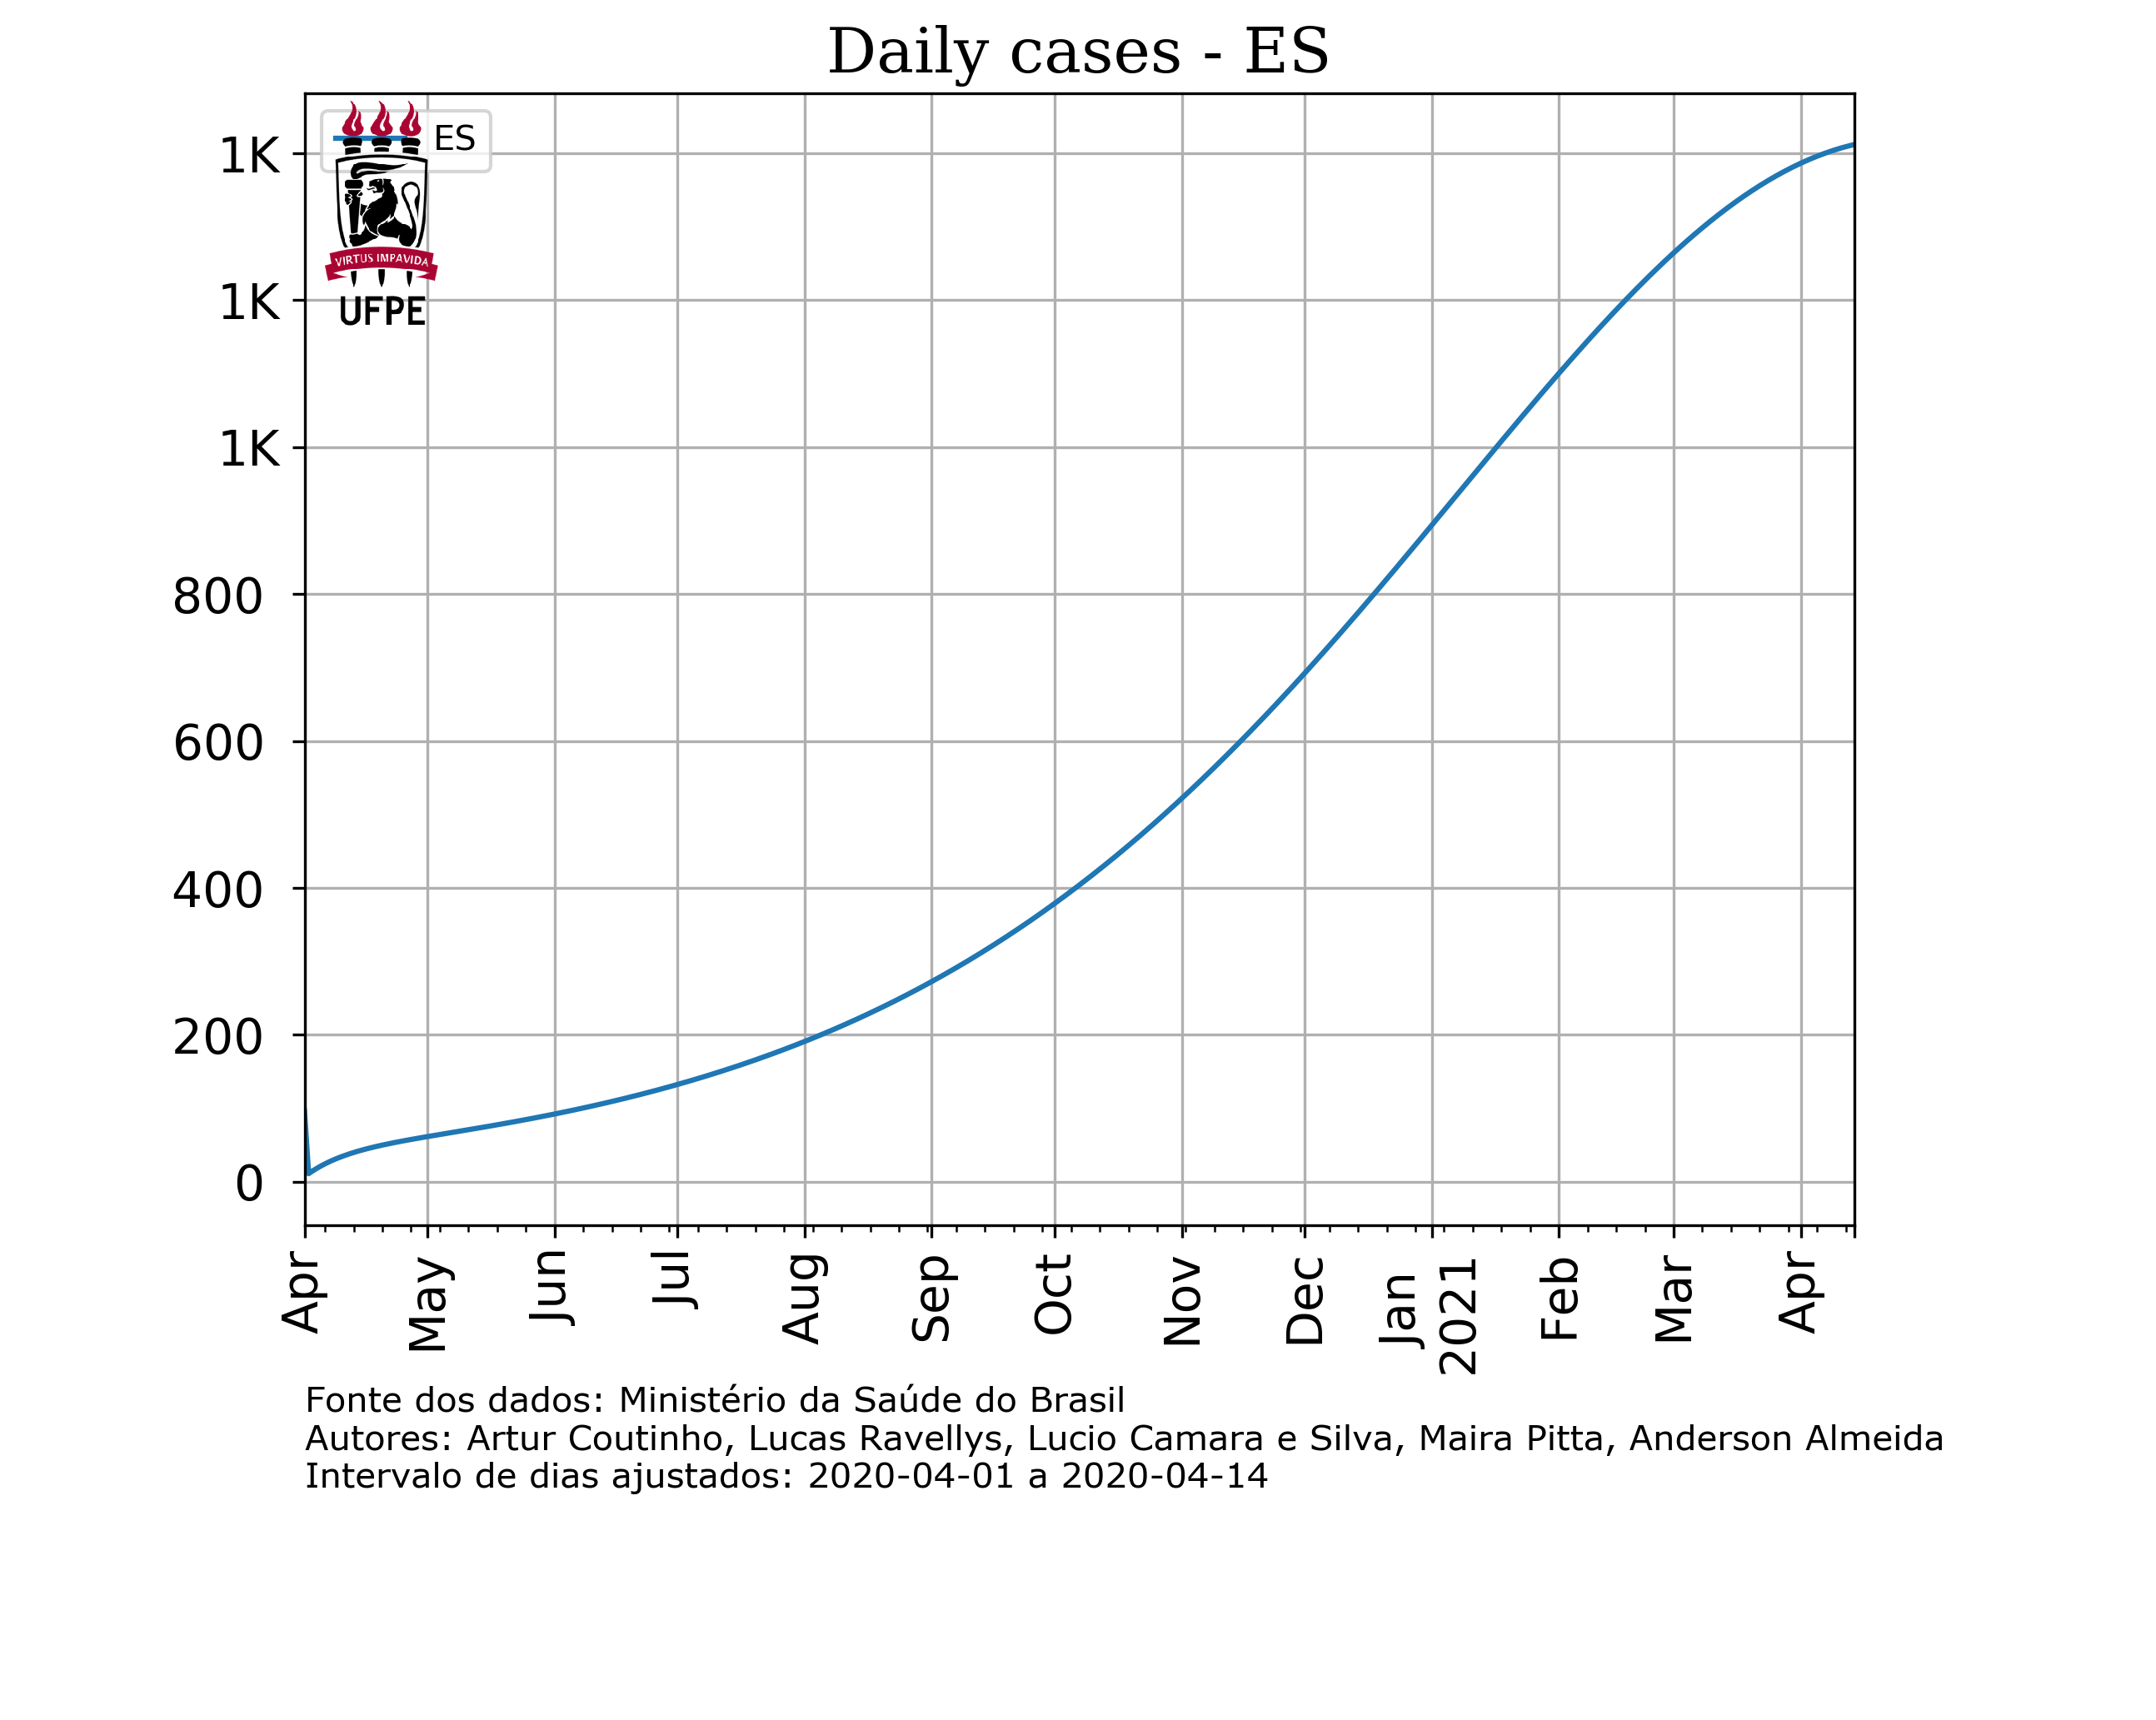 Daily cases - ES
ES
VIRTUS IMPAVIDA
UFPE
1K
1K
1K
800
600
400
200
0
Apr May Jun Jul Aug Sep Oct Nov Dec Jan 2021 Feb Mar Apr
Fonte dos dados: Ministério da Saúde do Brasil
Autores: Artur Coutinho, Lucas Ravellys, Lucio Camara e Silva, Maira Pitta, Anderson Almeida
Intervalo de dias ajustados: 2020-04-01 a 2020-04-14